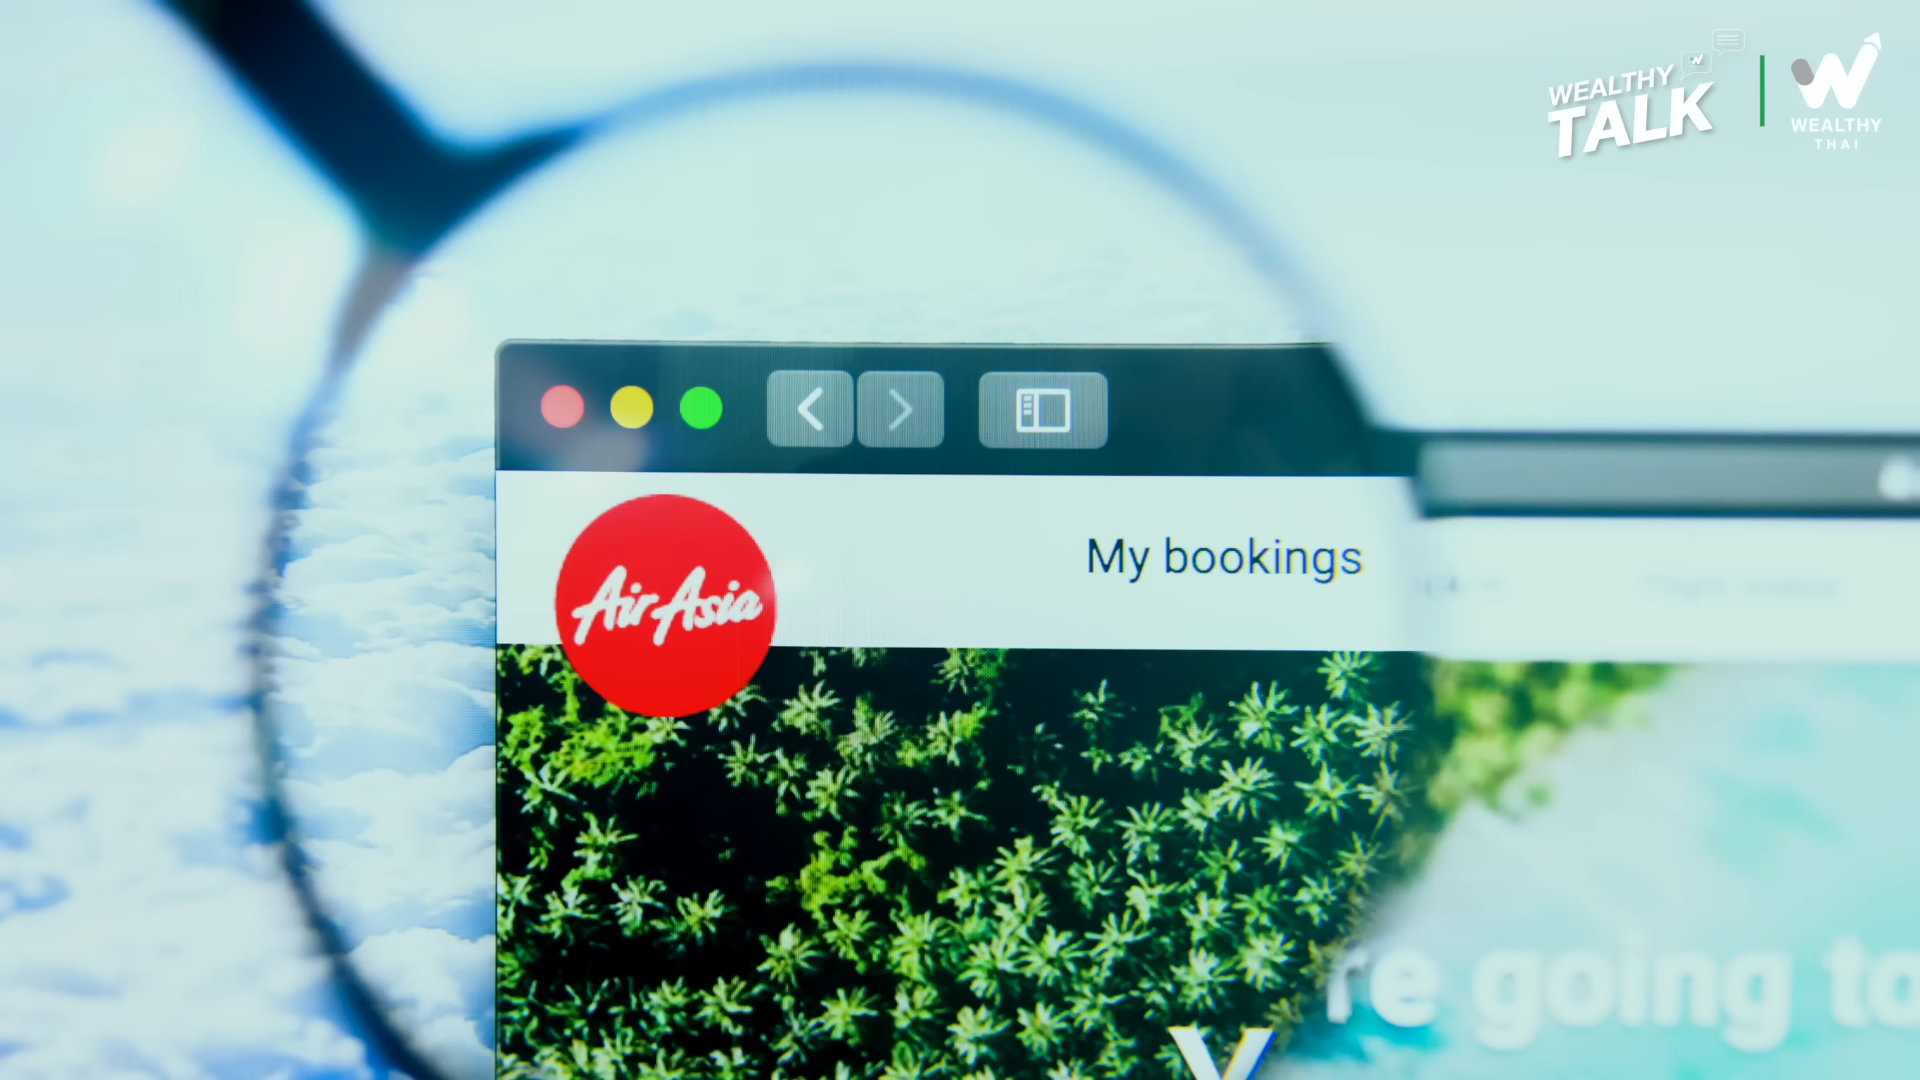 WEALTHY
TALK
WEALTHY
THAI
My bookings
AirAsia
re going to
Y